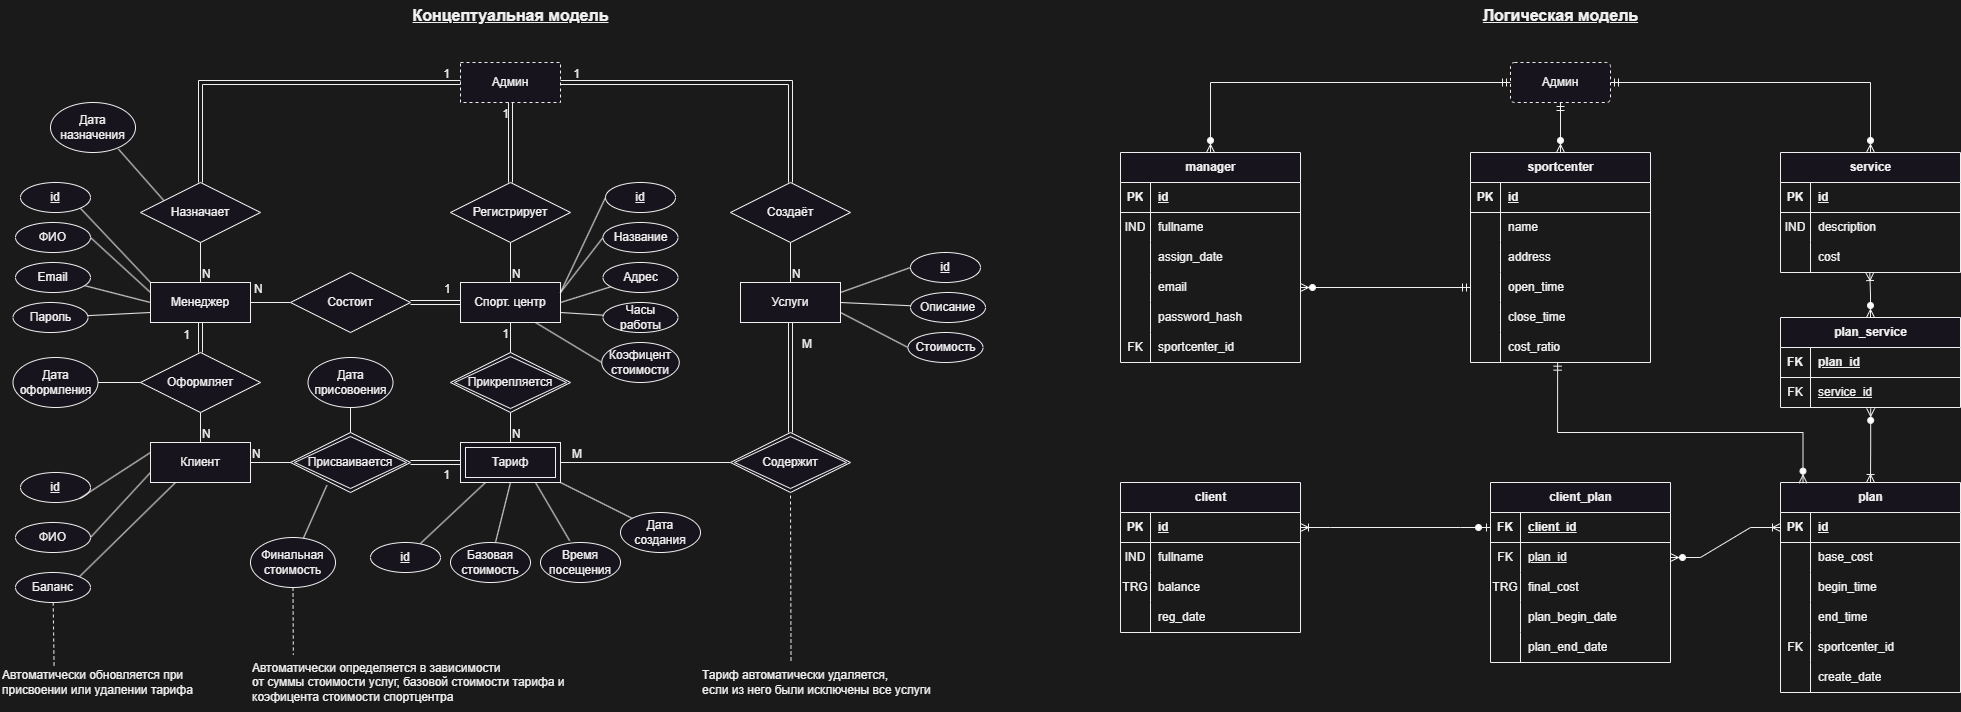 Концептуальная модель
Админ
1
1
1
Дата
назначения
Назначает
Регистрирует
Создаёт
id
ФИО
Email
Пароль
N
Менеджер
N
Состоит
1
N
Спорт. центр
id
Название
Адрес
Часы
работы
Коэфицент
стоимости
N
Услуги
id
Описание
Стоимость
1
1
M
Дата
оформления
Оформляет
Дата
присвоения
Прикрепляется
N
N
Клиент
N
Присваивается
1
Тариф
M
Содержит
id
ФИО
Баланс
Финальная
стоимость
id
Базовая
стоимость
Время
посещения
Дата
создания
Автоматически обновляется при
присвоении или удалении тарифа
Автоматически определяется в зависимости
от суммы стоимости услуг, базовой стоимости тарифа и
коэфицента стоимости спортцентра
Тариф автоматически удаляется,
если из него были исключены все услуги
Логическая модель
Админ
manager
PK id
IND fullname
assign_date
email
password_hash
FK sportcenter_id
sportcenter
PK id
name
address
open_time
close_time
cost_ratio
service
PK id
IND description
cost
plan_service
FK plan_id
FK service_id
client
PK id
IND fullname
TRG balance
reg_date
client_plan
FK client_id
FK plan_id
TRG final_cost
plan_begin_date
plan_end_date
plan
PK id
base_cost
begin_time
end_time
FK sportcenter_id
create_date